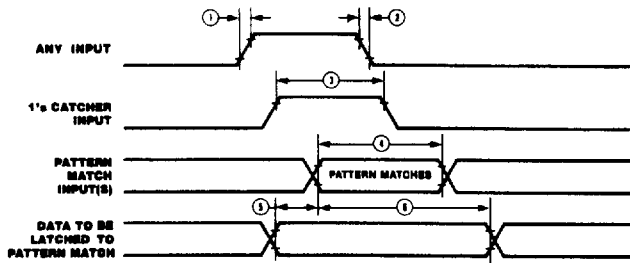 1
2
ANY INPUT
3
1's CATCHER
INPUT
4
PATTERN
MATCH
INPUT(S)
PATTERN MATCHES
5
6
DATA TO BE
LATCHED TO
PATTERN MATCH